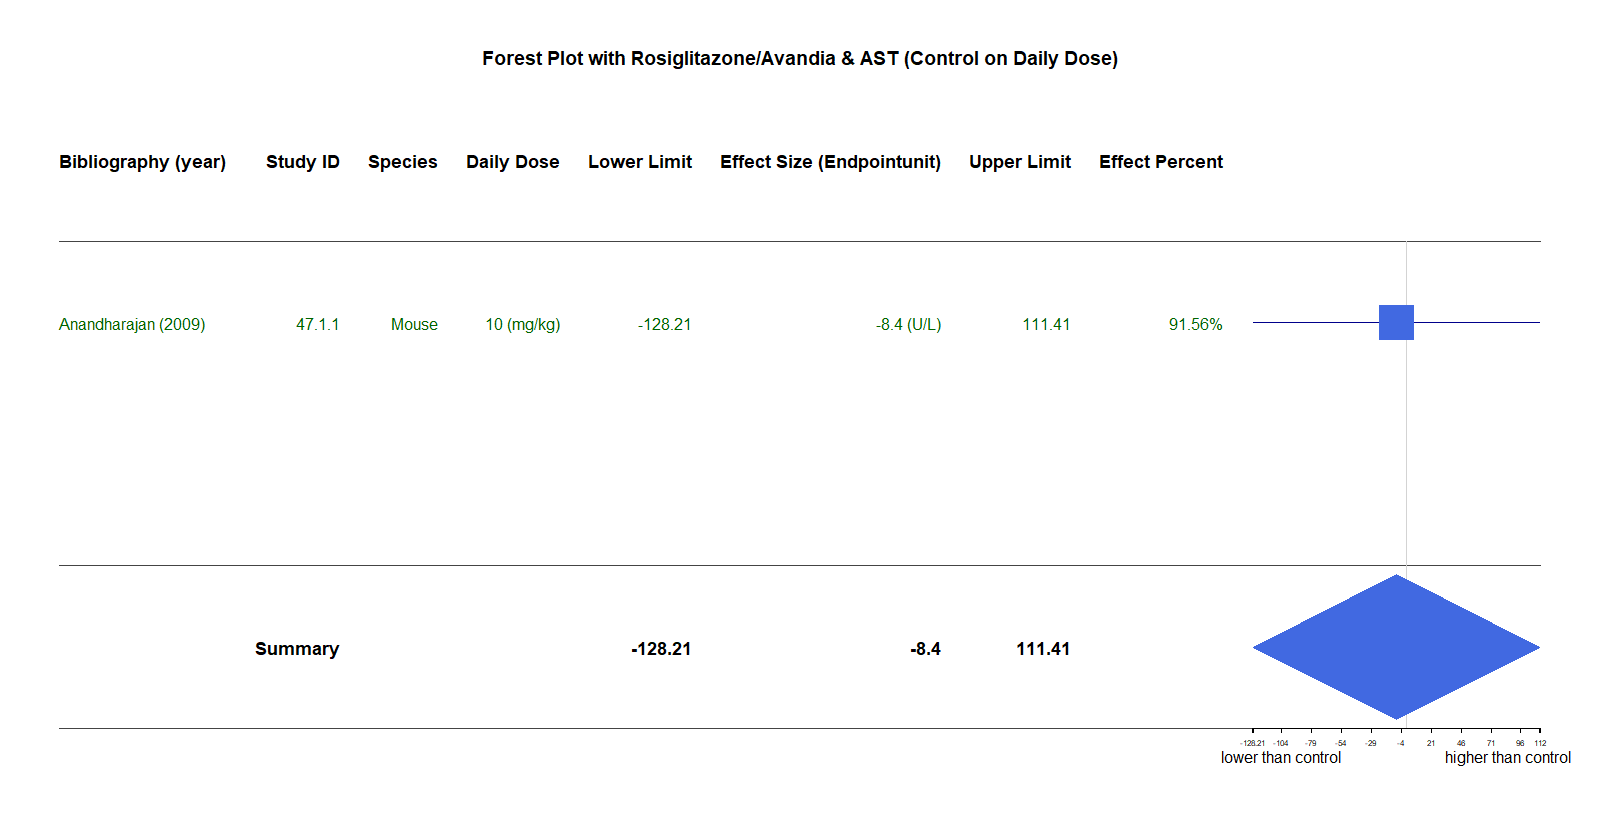 Forest Plot with Rosiglitazone/Avandia & AST (Control on Daily Dose)
Bibliography (year) Study ID Species Daily Dose Lower Limit Effect Size (Endpointunit) Upper Limit Effect Percent
Anandharajan (2009) 47.1.1 Mouse 10 (mg/kg) -128.21 -8.4 (U/L) 111.41 91.56%
Summary -128.21 -8.4 111.41
-128.21 -104 -79 -54 -29 -4 21 46 71 96 112
lower than control higher than control